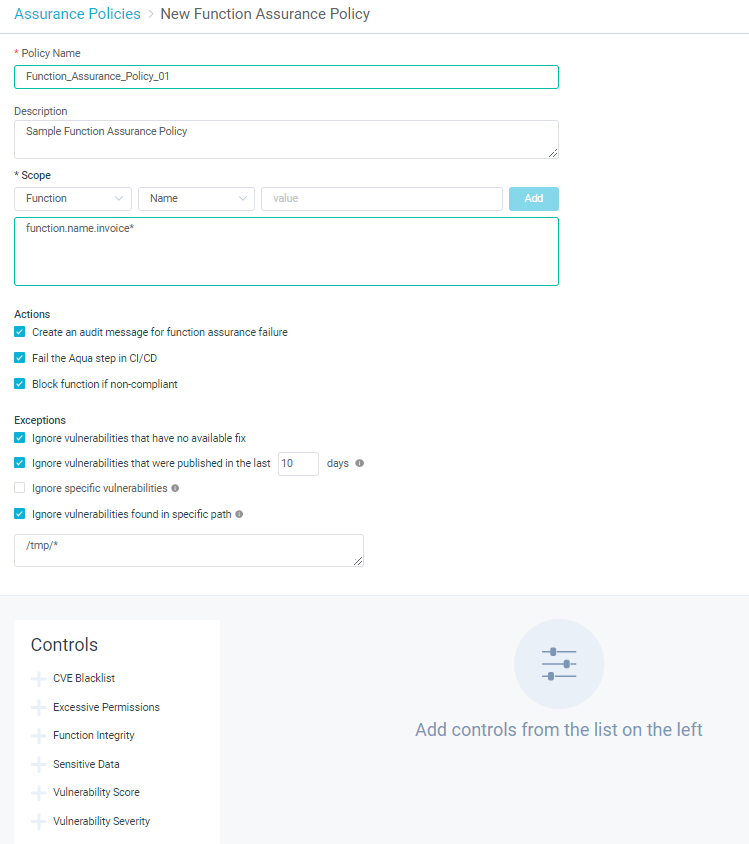 Assurance Policies > New Function Assurance Policy
* Policy Name
Function_Assurance_Policy_01
Description
Sample Function Assurance Policy
* Scope
Function Name value Add
function.name.invoice*
Actions
Create an audit message for function assurance failure
Fail the Aqua step in CI/CD
Block function if non-compliant
Exceptions
Ignore vulnerabilities that have no available fix
Ignore vulnerabilities that were published in the last 10 days
Ignore specific vulnerabilities
Ignore vulnerabilities found in specific path
/tmp/*
Controls
CVE Blacklist
Excessive Permissions
Function Integrity
Sensitive Data
Vulnerability Score
Vulnerability Severity
Add controls from the list on the left